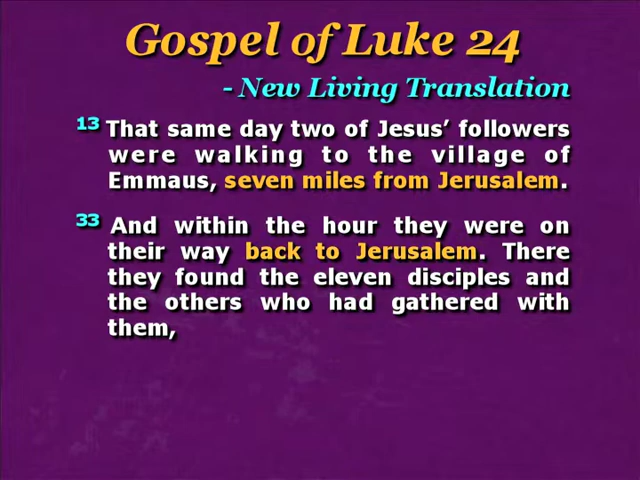 Gospel of Luke 24
- New Living Translation
13 That same day two of Jesus’ followers
were walking to the village of
Emmaus, seven miles from Jerusalem.
33 And within the hour they were on
their way back to Jerusalem. There
they found the eleven disciples and
the others who had gathered with
them,